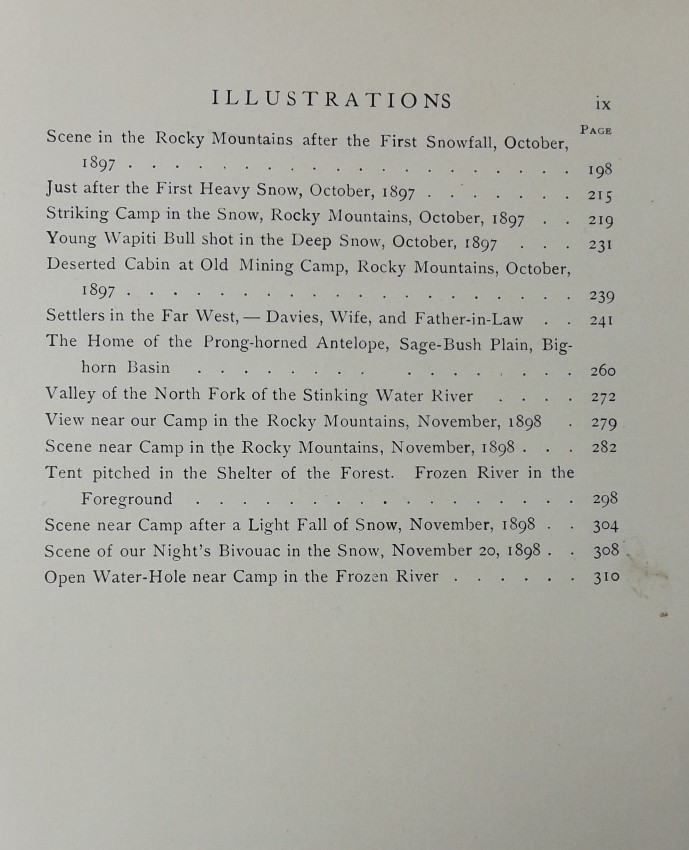 ILLUSTRATIONS ix
PAGE
Scene in the Rocky Mountains after the First Snowfall, October,
1897 . . . . . . . . . . . . . . . . . . . 198
Just after the First Heavy Snow, October, 1897 . . . . . . . 215
Striking Camp in the Snow, Rocky Mountains, October, 1897 . . 219
Young Wapiti Bull shot in the Deep Snow, October, 1897 . . . 231
Deserted Cabin at Old Mining Camp, Rocky Mountains, October,
1897 . . . . . . . . . . . . . . . . . . . 239
Settlers in the Far West, — Davies, Wife, and Father-in-Law . . 241
The Home of the Prong-horned Antelope, Sage-Bush Plain, Big-
horn Basin . . . . . . . . . . . . . . . 260
Valley of the North Fork of the Stinking Water River . . . . 272
View near our Camp in the Rocky Mountains, November, 1898 . 279
Scene near Camp in the Rocky Mountains, November, 1898 . . . 282
Tent pitched in the Shelter of the Forest. Frozen River in the
Foreground . . . . . . . . . . . . . . . . 298
Scene near Camp after a Light Fall of Snow, November, 1898 . . 304
Scene of our Night's Bivouac in the Snow, November 20, 1898 . . 308
Open Water-Hole near Camp in the Frozen River . . . . . . 310